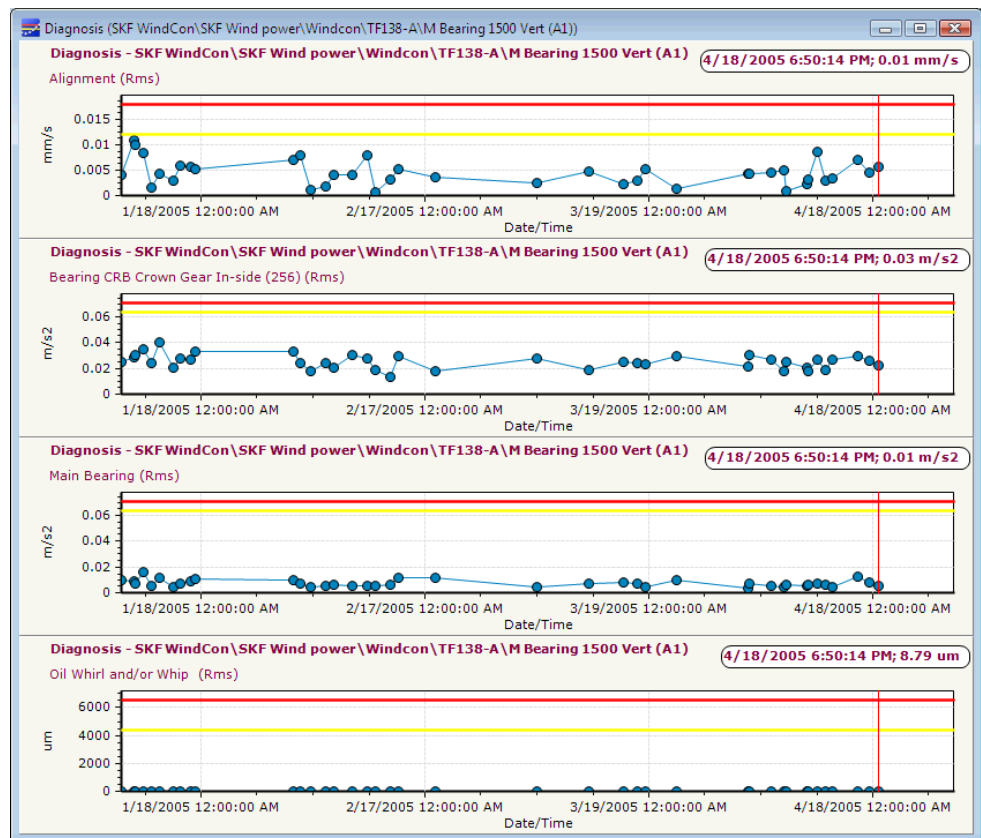 Diagnosis (SKF WindCon\SKF Wind power\Windcon\TF138-A\M Bearing 1500 Vert (A1))
Diagnosis - SKF WindCon\SKF Wind power\Windcon\TF138-A\M Bearing 1500 Vert (A1)
4/18/2005 6:50:14 PM; 0.01 mm/s
Alignment (Rms)
mm/s
0.015
0.01
0.005
0
1/18/2005 12:00:00 AM 2/17/2005 12:00:00 AM 3/19/2005 12:00:00 AM 4/18/2005 12:00:00 AM
Date/Time
Diagnosis - SKF WindCon\SKF Wind power\Windcon\TF138-A\M Bearing 1500 Vert (A1)
4/18/2005 6:50:14 PM; 0.03 m/s2
Bearing CRB Crown Gear In-side (256) (Rms)
m/s2
0.06
0.04
0.02
0
1/18/2005 12:00:00 AM 2/17/2005 12:00:00 AM 3/19/2005 12:00:00 AM 4/18/2005 12:00:00 AM
Date/Time
Diagnosis - SKF WindCon\SKF Wind power\Windcon\TF138-A\M Bearing 1500 Vert (A1)
4/18/2005 6:50:14 PM; 0.01 m/s2
Main Bearing (Rms)
m/s2
0.06
0.04
0.02
0
1/18/2005 12:00:00 AM 2/17/2005 12:00:00 AM 3/19/2005 12:00:00 AM 4/18/2005 12:00:00 AM
Date/Time
Diagnosis - SKF WindCon\SKF Wind power\Windcon\TF138-A\M Bearing 1500 Vert (A1)
4/18/2005 6:50:14 PM; 8.79 um
Oil Whirl and/or Whip (Rms)
um
6000
4000
2000
0
1/18/2005 12:00:00 AM 2/17/2005 12:00:00 AM 3/19/2005 12:00:00 AM 4/18/2005 12:00:00 AM
Date/Time